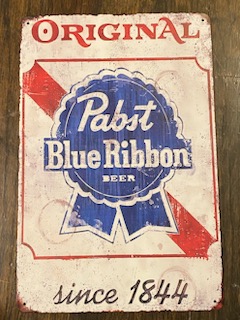 ORIGINAL
Pabst
Blue Ribbon
BEER
since 1844